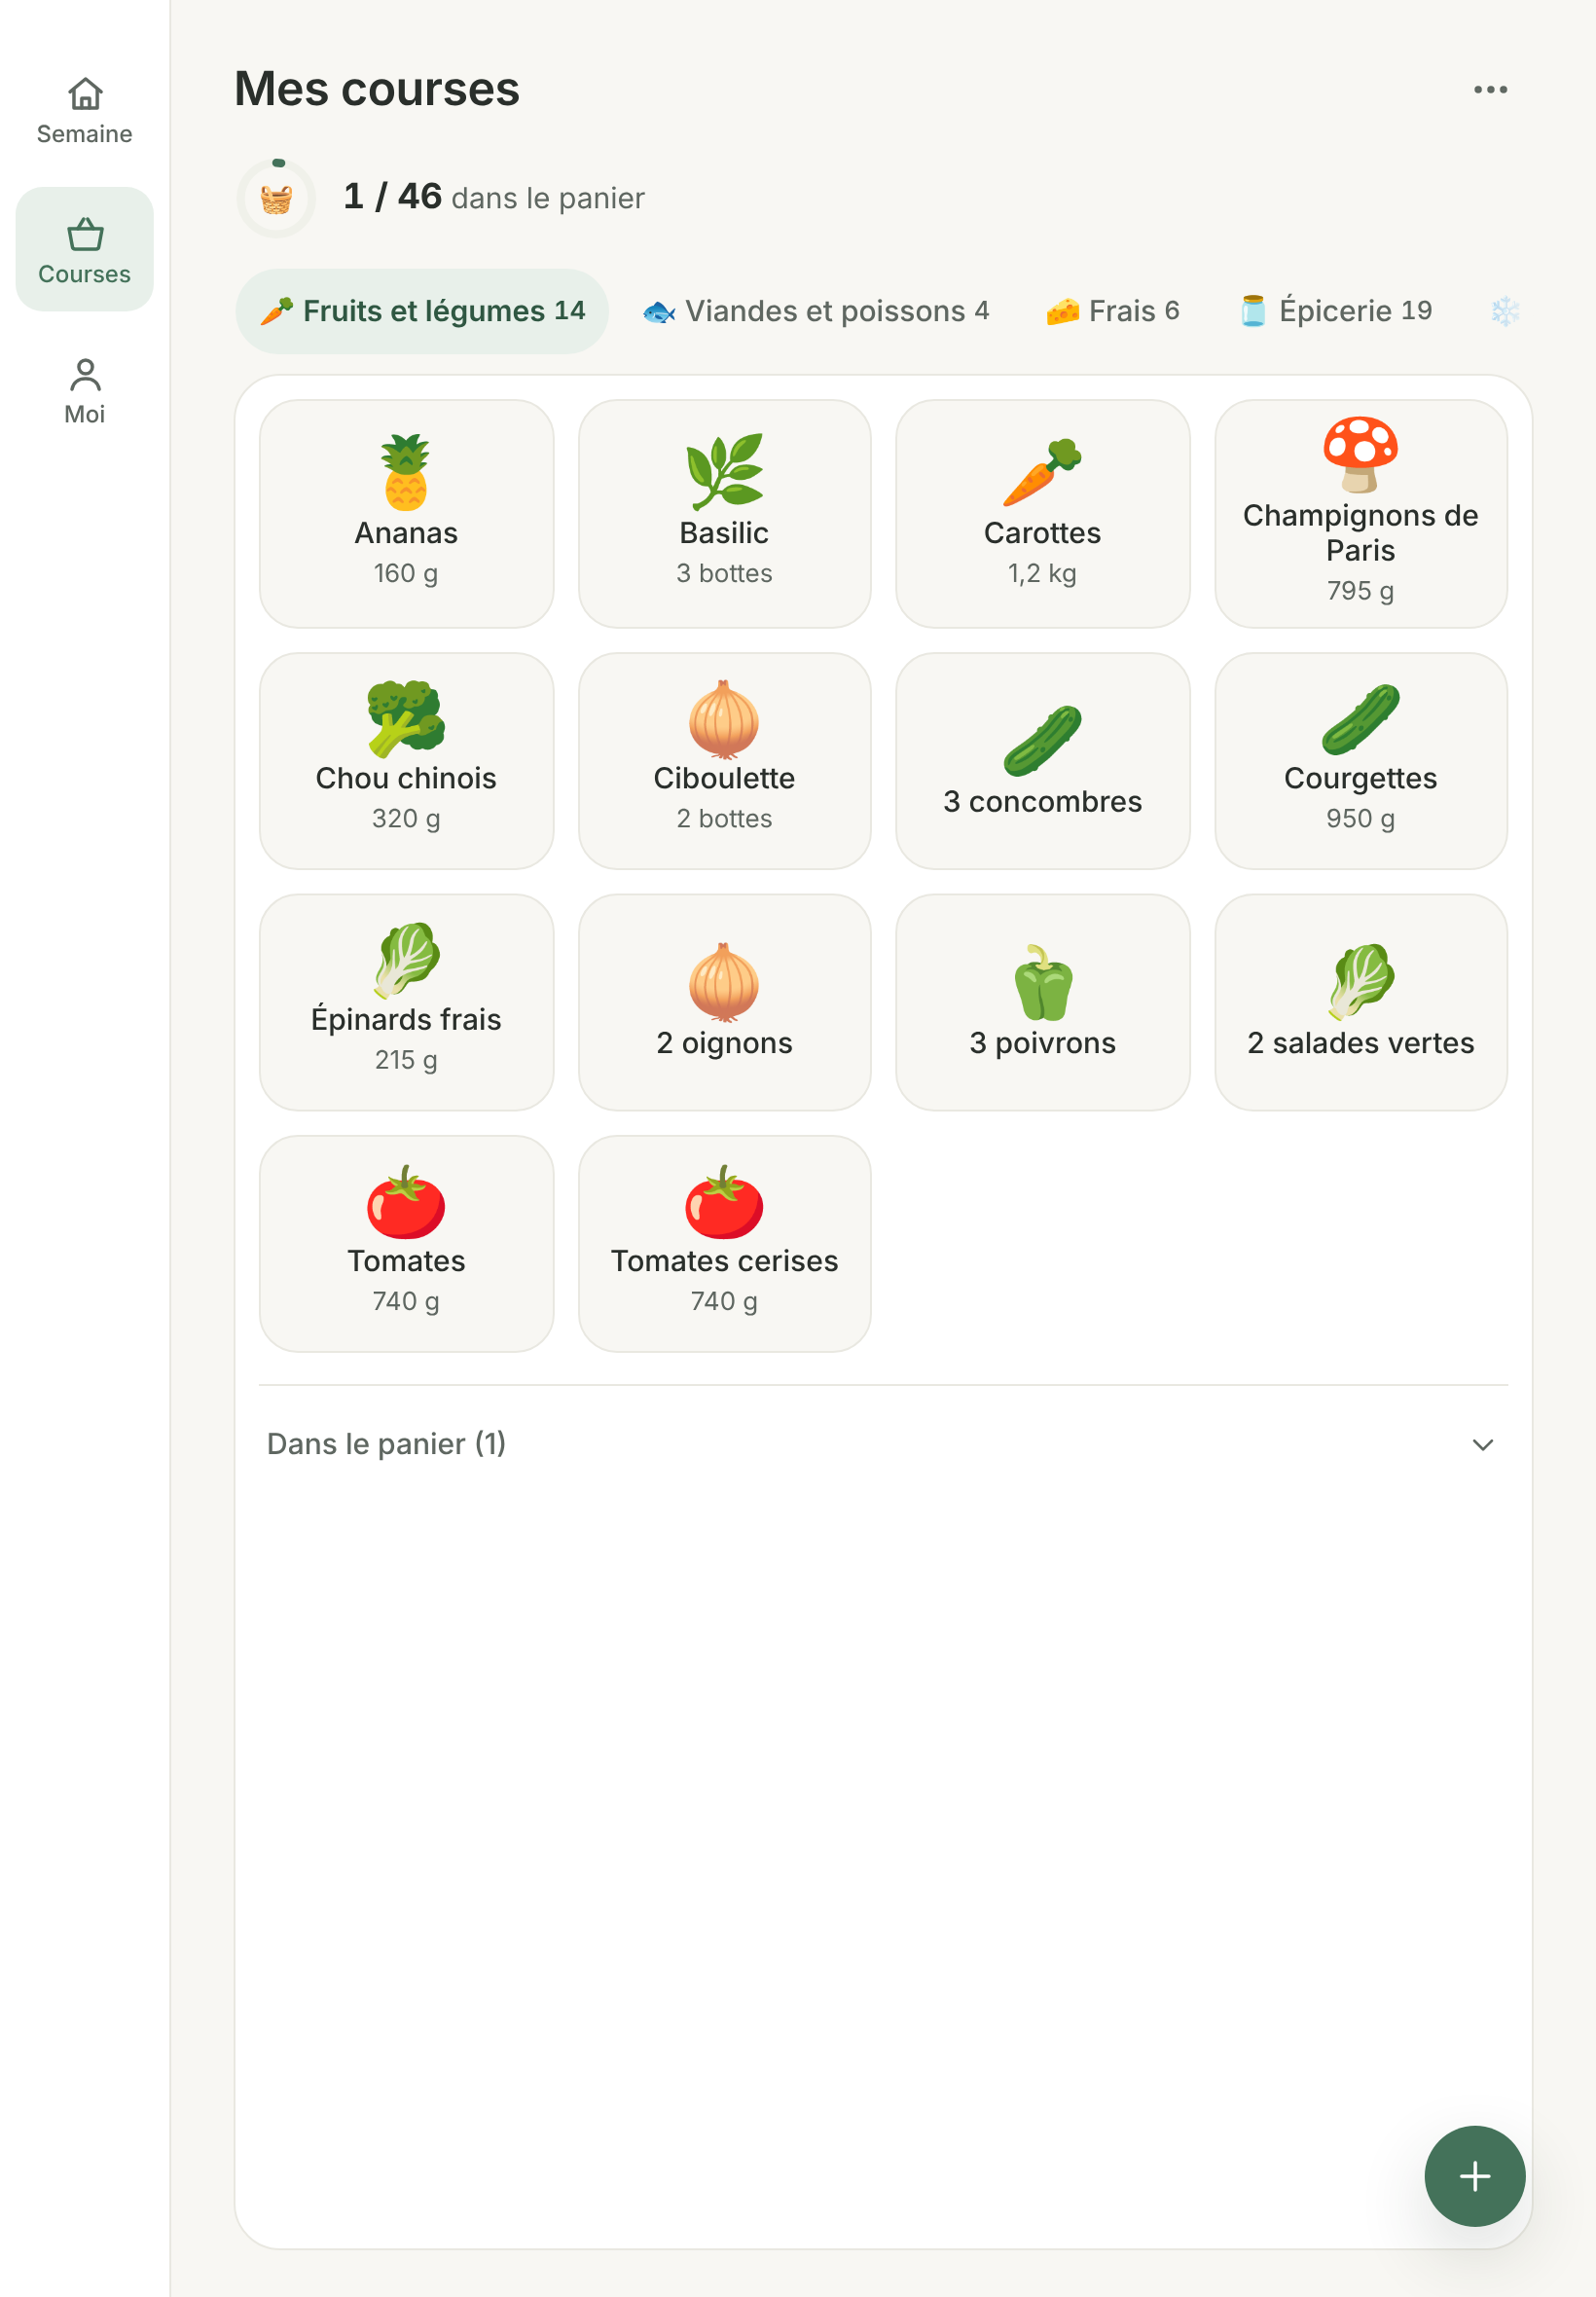 Mes courses
Semaine
1 / 46 dans le panier
Courses
Fruits et légumes 14
Viandes et poissons 4
Frais 6
Épicerie 19
Moi
Ananas
160 g
Basilic
3 bottes
Carottes
1,2 kg
Champignons de
Paris
795 g
Chou chinois
320 g
Ciboulette
2 bottes
3 concombres
Courgettes
950 g
Épinards frais
215 g
2 oignons
3 poivrons
2 salades vertes
Tomates
740 g
Tomates cerises
740 g
Dans le panier (1)